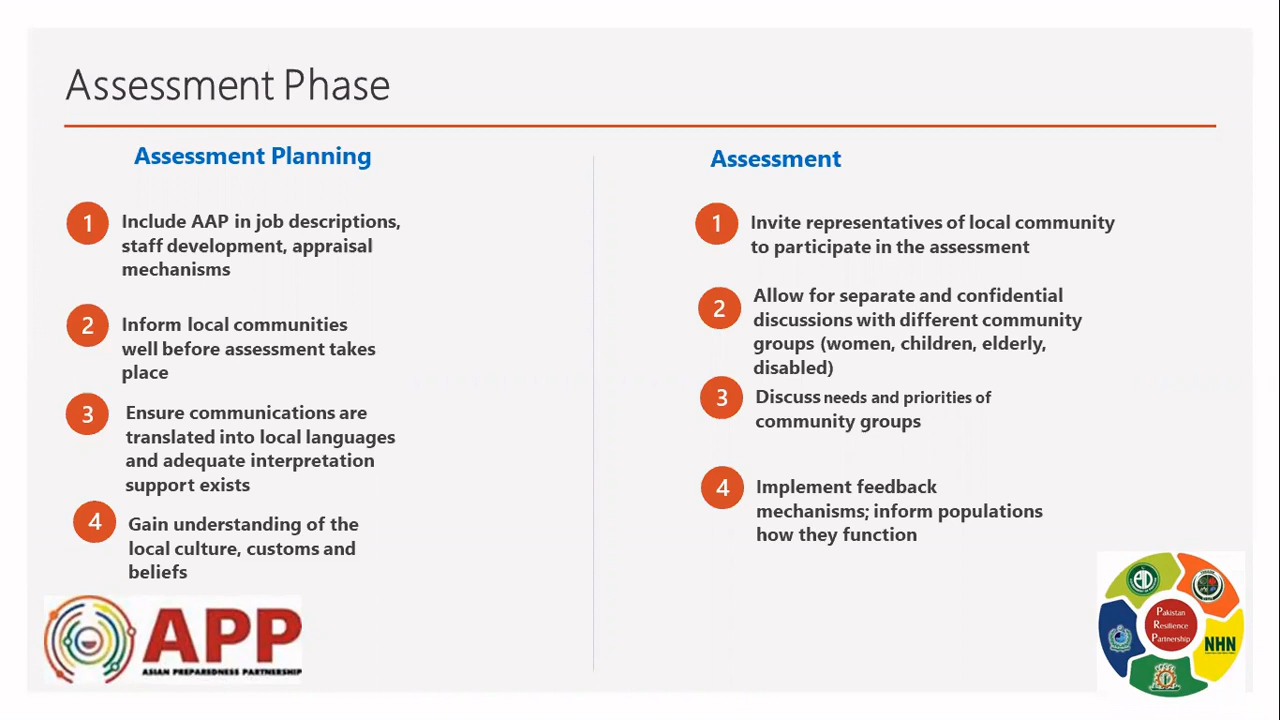 Assessment Phase
Assessment Planning
1
Include AAP in job descriptions,
staff development, appraisal
mechanisms
2
Inform local communities
well before assessment takes
place
3
Ensure communications are
translated into local languages
and adequate interpretation
support exists
4
Gain understanding of the
local culture, customs and
beliefs
Assessment
1
Invite representatives of local community
to participate in the assessment
2
Allow for separate and confidential
discussions with different community
groups (women, children, elderly,
disabled)
3
Discuss needs and priorities of
community groups
4
Implement feedback
mechanisms; inform populations
how they function
APP
ASIAN PREPAREDNESS PARTNERSHIP
Pakistan
Resilience
Partnership
NHN